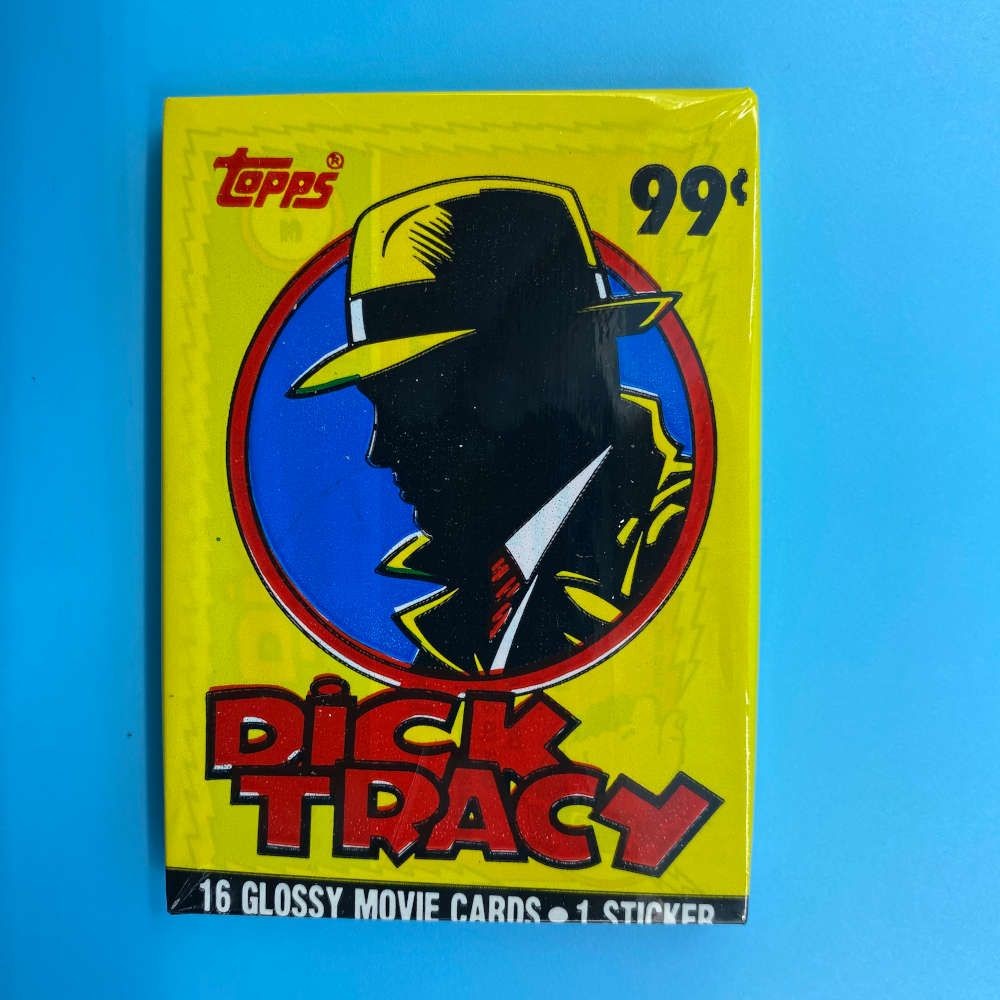 Topps®
99¢
DiCK
TRACY
16 GLOSSY MOVIE CARDS • 1 STICKER